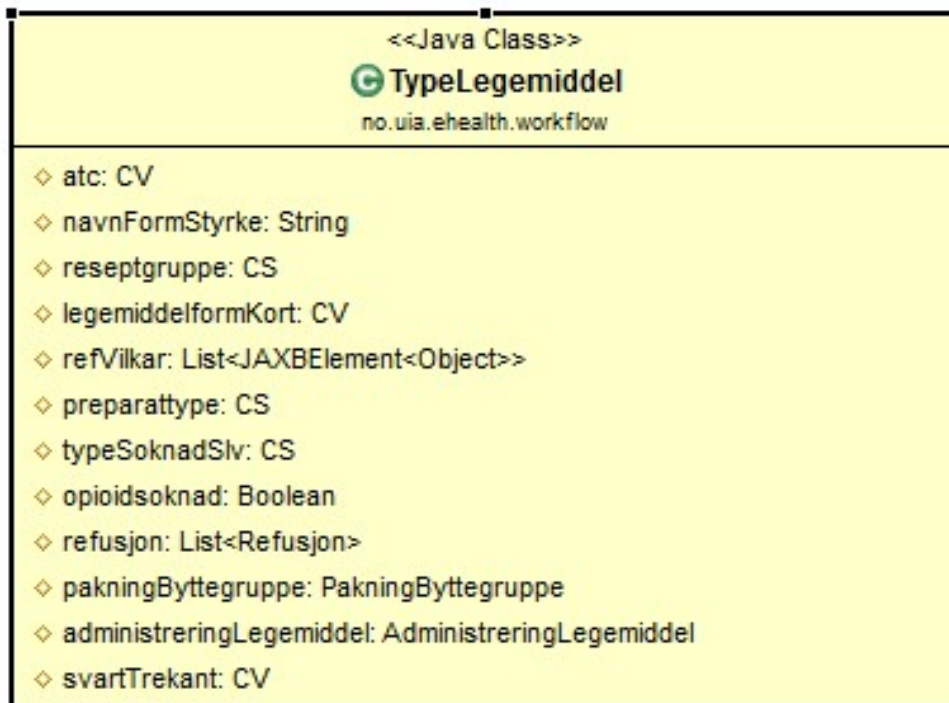 <<Java Class>>
TypeLegemiddel
no.uia.ehealth.workflow
atc: CV
navnFormStyrke: String
reseptgruppe: CS
legemiddelformKort: CV
refVilkar: List<JAXBElement<Object>>
preparattype: CS
typeSoknadSlv: CS
opioidsoknad: Boolean
refusjon: List<Refusjon>
pakningByttegruppe: PakningByttegruppe
administreringLegemiddel: AdministreringLegemiddel
svartTrekant: CV